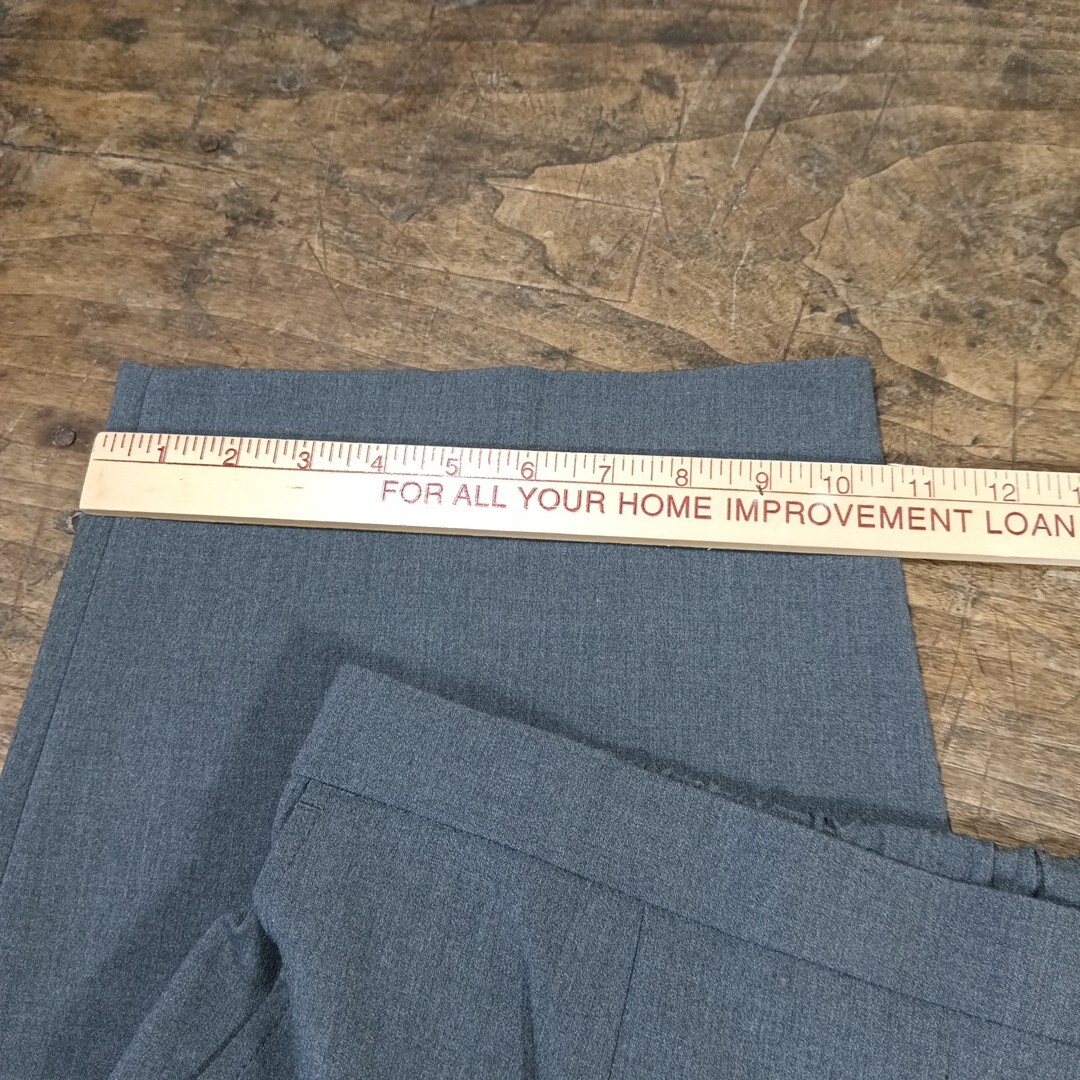 1 2 3 4 5 6 7 8 9 10 11 12
FOR ALL YOUR HOME IMPROVEMENT LOAN